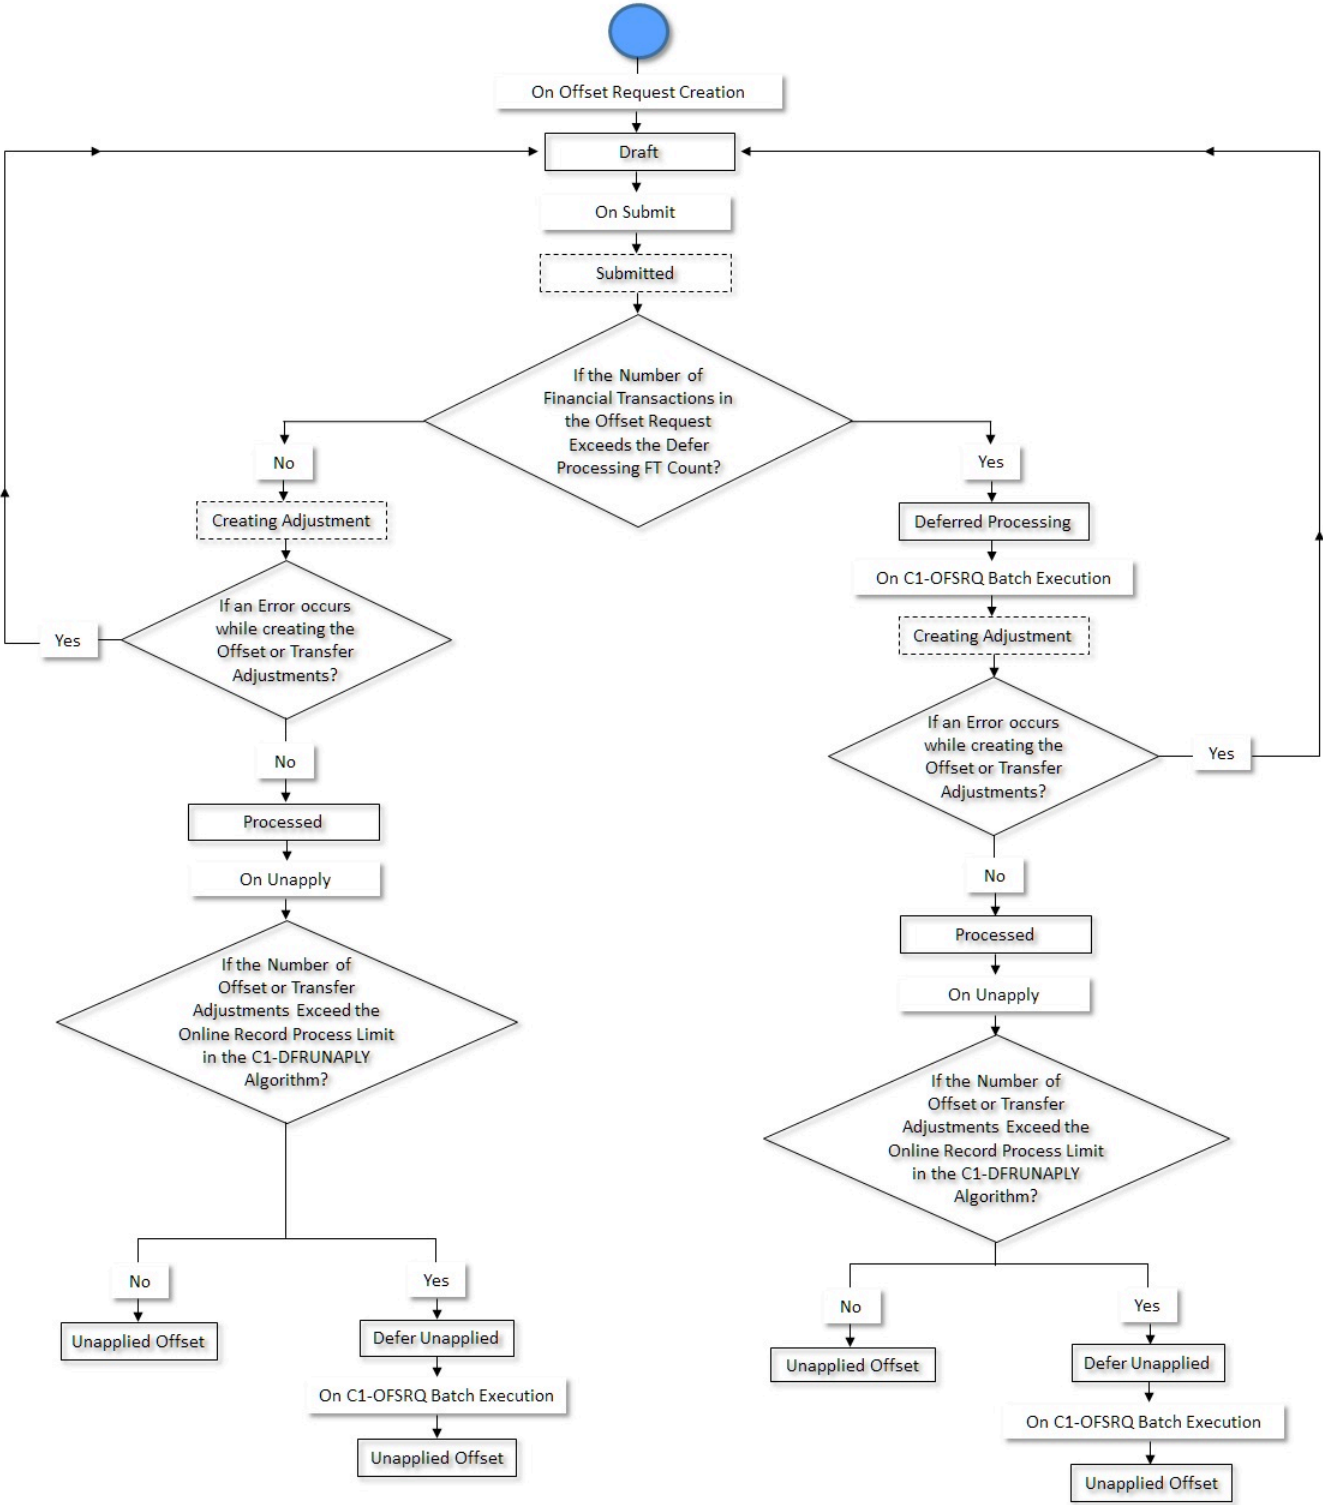 On Offset Request Creation
Draft
On Submit
Submitted
If the Number of
Financial Transactions in
the Offset Request
Exceeds the Defer
Processing FT Count?
No
Creating Adjustment
If an Error occurs
while creating the
Offset or Transfer
Adjustments?
Yes
No
Processed
On Unapply
If the Number of
Offset or Transfer
Adjustments Exceed the
Online Record Process Limit
in the C1-DFRUNAPLY
Algorithm?
No
Unapplied Offset
Yes
Defer Unapplied
On C1-OFSRQ Batch Execution
Unapplied Offset
Yes
Deferred Processing
On C1-OFSRQ Batch Execution
Creating Adjustment
If an Error occurs
while creating the
Offset or Transfer
Adjustments?
Yes
No
Processed
On Unapply
If the Number of
Offset or Transfer
Adjustments Exceed the
Online Record Process Limit
in the C1-DFRUNAPLY
Algorithm?
No
Unapplied Offset
Yes
Defer Unapplied
On C1-OFSRQ Batch Execution
Unapplied Offset